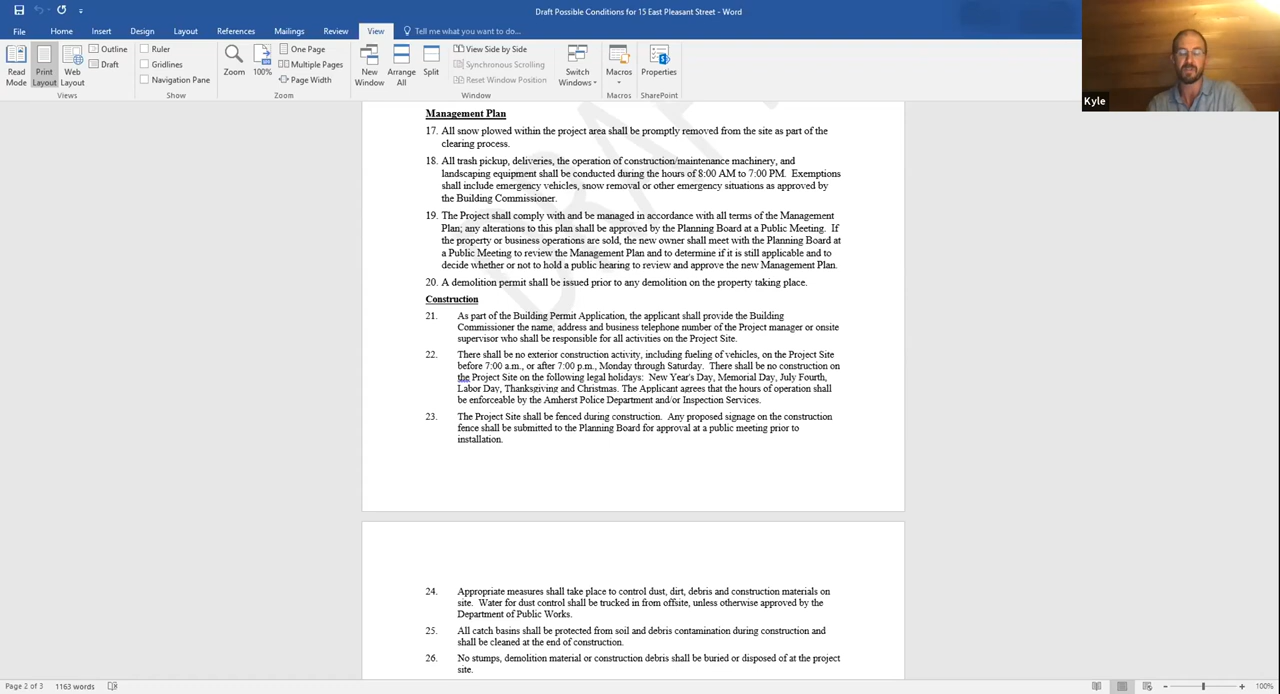 Draft Possible Conditions for 15 East Pleasant Street - Word
File Home Insert Design Layout References Mailings Review View Tell me what you want to do...
Read Mode
Print Layout
Web Layout
Outline
Draft
Views
Ruler
Gridlines
Navigation Pane
Show
Zoom
100%
One Page
Multiple Pages
Page Width
Zoom
New Window
Arrange All
Split
View Side by Side
Synchronous Scrolling
Reset Window Position
Window
Switch Windows
Macros
Macros
Properties
SharePoint
Kyle
DRAFT
Management Plan
17. All snow plowed within the project area shall be promptly removed from the site as part of the
clearing process.
18. All trash pickup, deliveries, the operation of construction/maintenance machinery, and
landscaping equipment shall be conducted during the hours of 8:00 AM to 7:00 PM. Exemptions
shall include emergency vehicles, snow removal or other emergency situations as approved by
the Building Commissioner.
19. The Project shall comply with and be managed in accordance with all terms of the Management
Plan; any alterations to this plan shall be approved by the Planning Board at a Public Meeting. If
the property or business operations are sold, the new owner shall meet with the Planning Board at
a Public Meeting to review the Management Plan and to determine if it is still applicable and to
decide whether or not to hold a public hearing to review and approve the new Management Plan.
20. A demolition permit shall be issued prior to any demolition on the property taking place.
Construction
21. As part of the Building Permit Application, the applicant shall provide the Building
Commissioner the name, address and business telephone number of the Project manager or onsite
supervisor who shall be responsible for all activities on the Project Site.
22. There shall be no exterior construction activity, including fueling of vehicles, on the Project Site
before 7:00 a.m., or after 7:00 p.m., Monday through Saturday. There shall be no construction on
the Project Site on the following legal holidays: New Year's Day, Memorial Day, July Fourth,
Labor Day, Thanksgiving and Christmas. The Applicant agrees that the hours of operation shall
be enforceable by the Amherst Police Department and/or Inspection Services.
23. The Project Site shall be fenced during construction. Any proposed signage on the construction
fence shall be submitted to the Planning Board for approval at a public meeting prior to
installation.
24. Appropriate measures shall take place to control dust, dirt, debris and construction materials on
site. Water for dust control shall be trucked in from offsite, unless otherwise approved by the
Department of Public Works.
25. All catch basins shall be protected from soil and debris contamination during construction and
shall be cleaned at the end of construction.
26. No stumps, demolition material or construction debris shall be buried or disposed of at the project
site.
Page 2 of 3 1163 words
100%